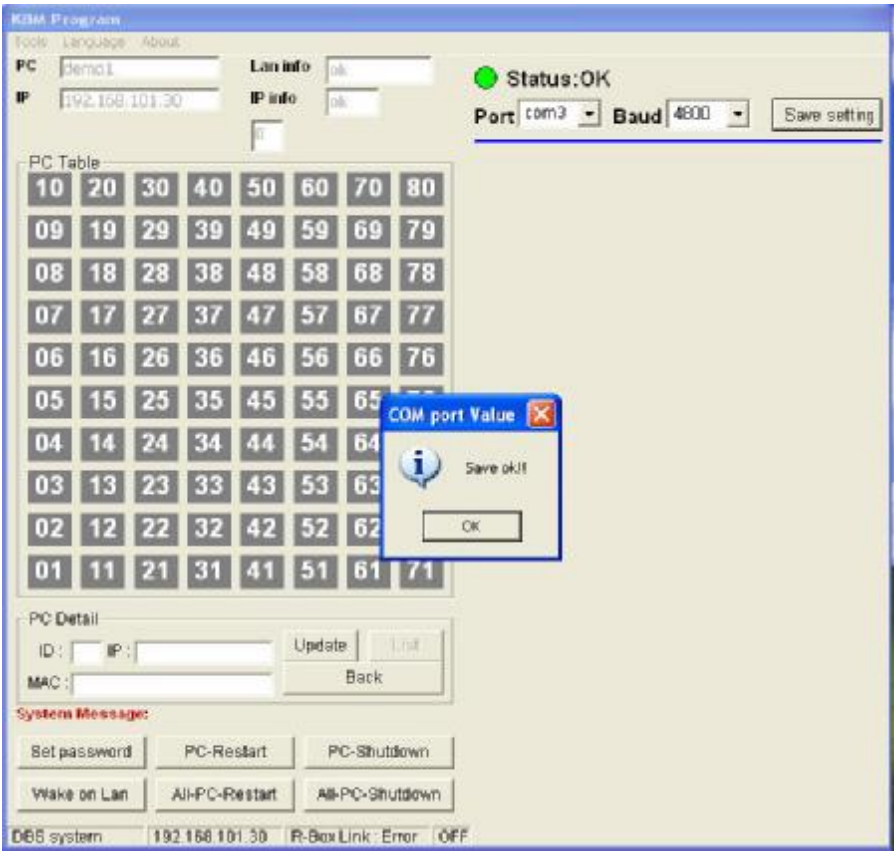 KBM Program
Tools Language About
PC demo1 Lan info ok
IP 192.168.101.30 IP info ok
0
Status:OK
Port com3 Baud 4800 Save setting
PC Table
10 20 30 40 50 60 70 80
09 19 29 39 49 59 69 79
08 18 28 38 48 58 68 78
07 17 27 37 47 57 67 77
06 16 26 36 46 56 66 76
05 15 25 35 45 55 65
04 14 24 34 44 54 64
03 13 23 33 43 53 63
02 12 22 32 42 52 62
01 11 21 31 41 51 61 71
COM port Value
Save ok!!
OK
PC Detail
ID : IP : Update List
MAC : Back
System Message:
Set password PC-Restart PC-Shutdown
Wake on Lan All-PC-Restart All-PC-Shutdown
DBS system 192.168.101.30 R-Box Link : Error OFF